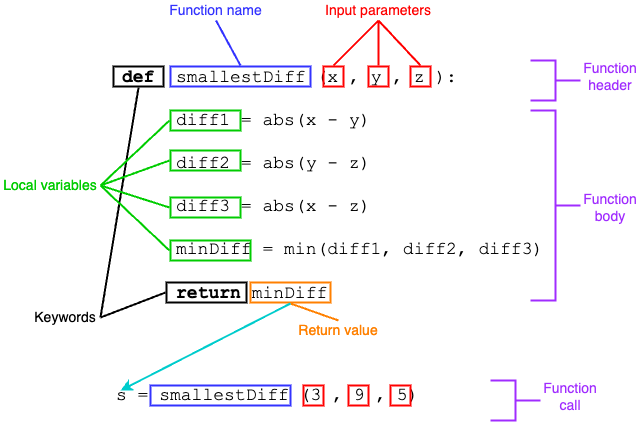 Function name
Input parameters
def smallestDiff (x , y , z ):
Function
header
diff1 = abs(x - y)
diff2 = abs(y - z)
Local variables
diff3 = abs(x - z)
Function
body
minDiff = min(diff1, diff2, diff3)
return minDiff
Keywords
Return value
s = smallestDiff (3 , 9 , 5)
Function
call